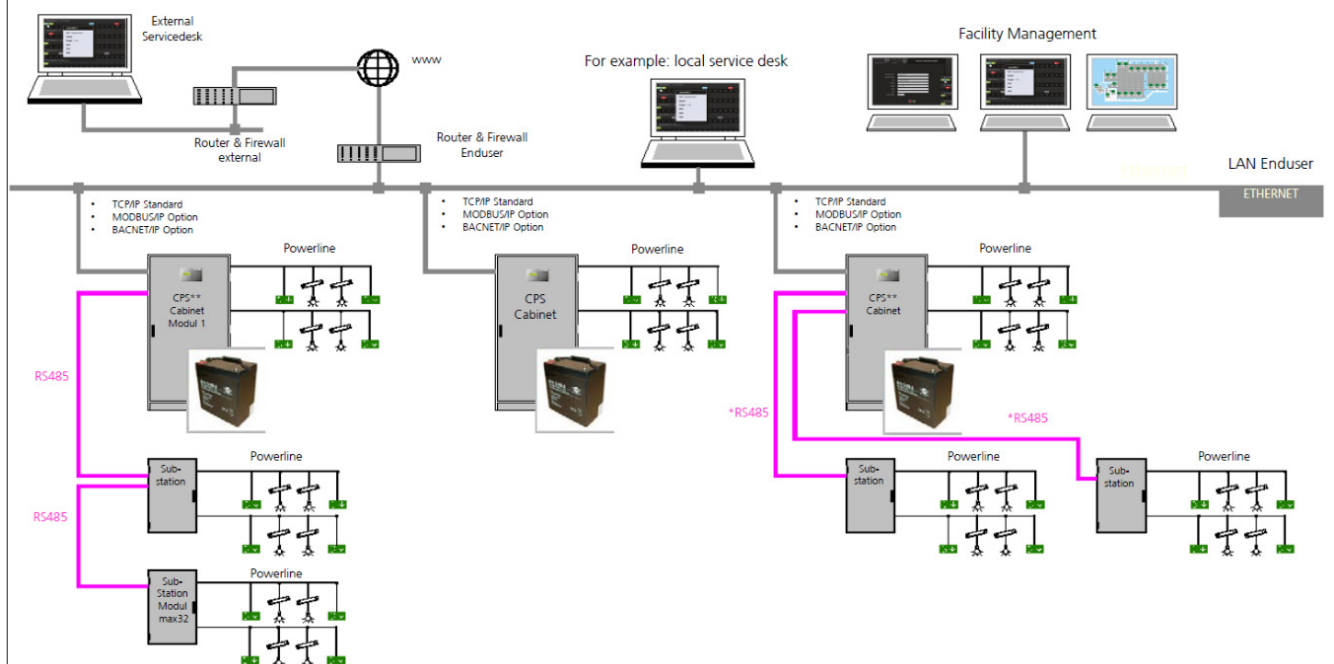 External
Servicedesk
www
Router & Firewall
external
Router & Firewall
Enduser
For example: local service desk
Facility Management
LAN Enduser
ETHERNET
• TCP/IP Standard
• MODBUS/IP Option
• BACNET/IP Option
• TCP/IP Standard
• MODBUS/IP Option
• BACNET/IP Option
• TCP/IP Standard
• MODBUS/IP Option
• BACNET/IP Option
Powerline
CPS**
Cabinet
Modul 1
Powerline
CPS
Cabinet
Powerline
CPS**
Cabinet
RS485
*RS485
*RS485
Powerline
Sub-
station
Powerline
Sub-
station
Powerline
Sub-
station
RS485
Powerline
Sub-
Station
Modul
max32